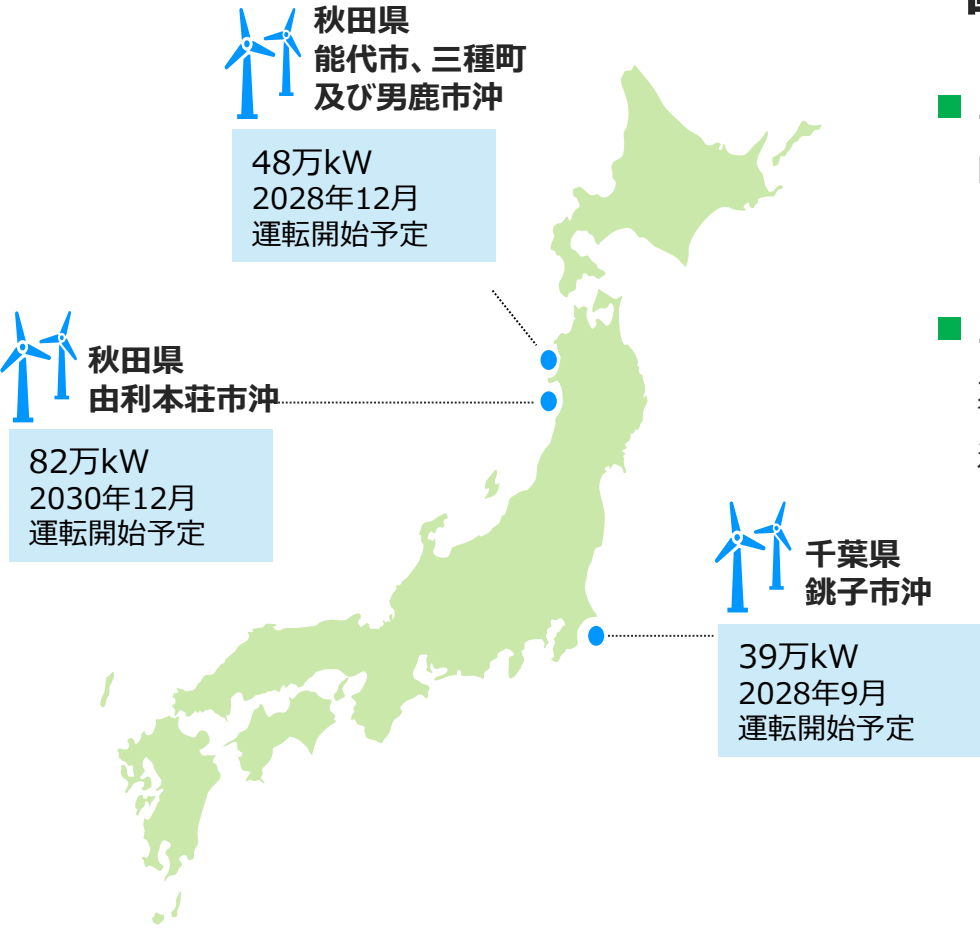 秋田県
能代市、三種町
及び男鹿市沖
48万kW
2028年12月
運転開始予定
秋田県
由利本荘市沖
82万kW
2030年12月
運転開始予定
千葉県
銚子市沖
39万kW
2028年9月
運転開始予定